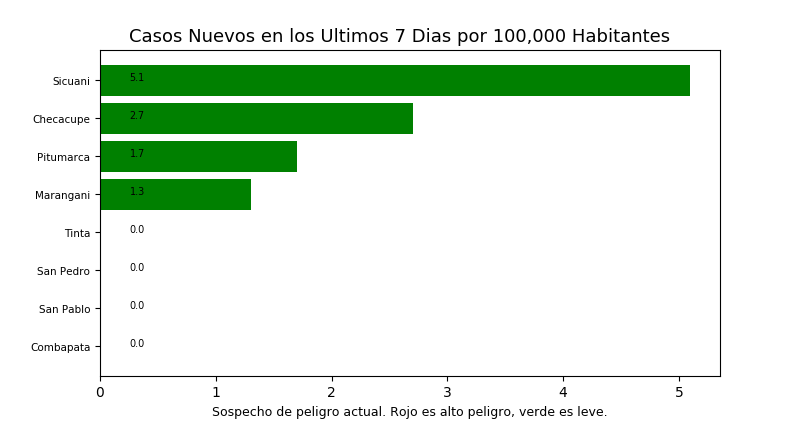 Casos Nuevos en los Ultimos 7 Dias por 100,000 Habitantes
Sicuani 5.1
Checacupe 2.7
Pitumarca 1.7
Marangani 1.3
Tinta 0.0
San Pedro 0.0
San Pablo 0.0
Combapata 0.0
0 1 2 3 4 5
Sospecho de peligro actual. Rojo es alto peligro, verde es leve.